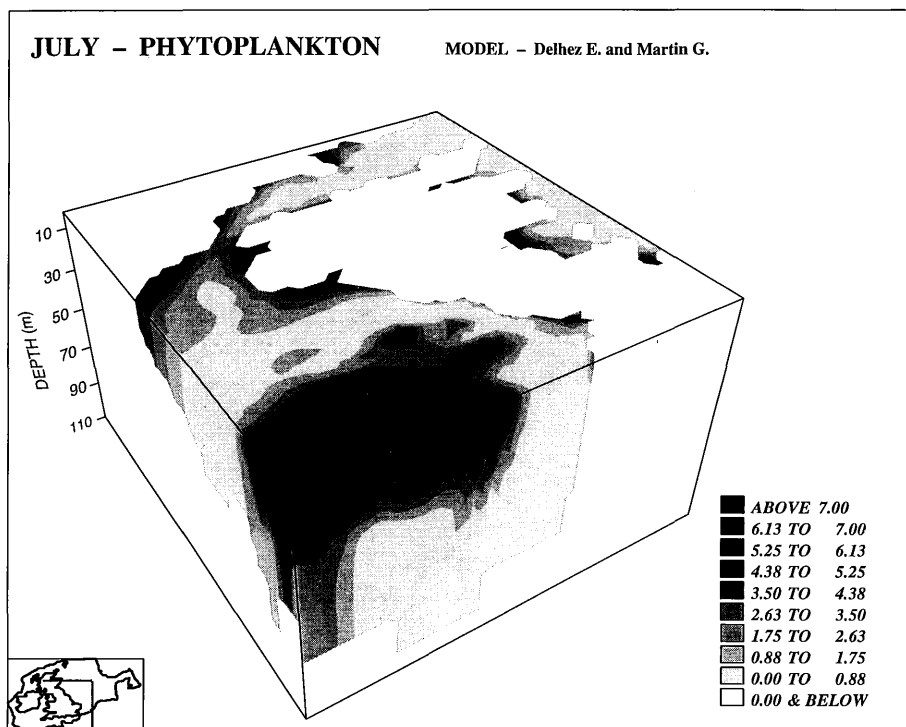 JULY – PHYTOPLANKTON
MODEL – Delhez E. and Martin G.
10
30
50
70
90
110
DEPTH (m)
ABOVE 7.00
6.13 TO 7.00
5.25 TO 6.13
4.38 TO 5.25
3.50 TO 4.38
2.63 TO 3.50
1.75 TO 2.63
0.88 TO 1.75
0.00 TO 0.88
0.00 & BELOW